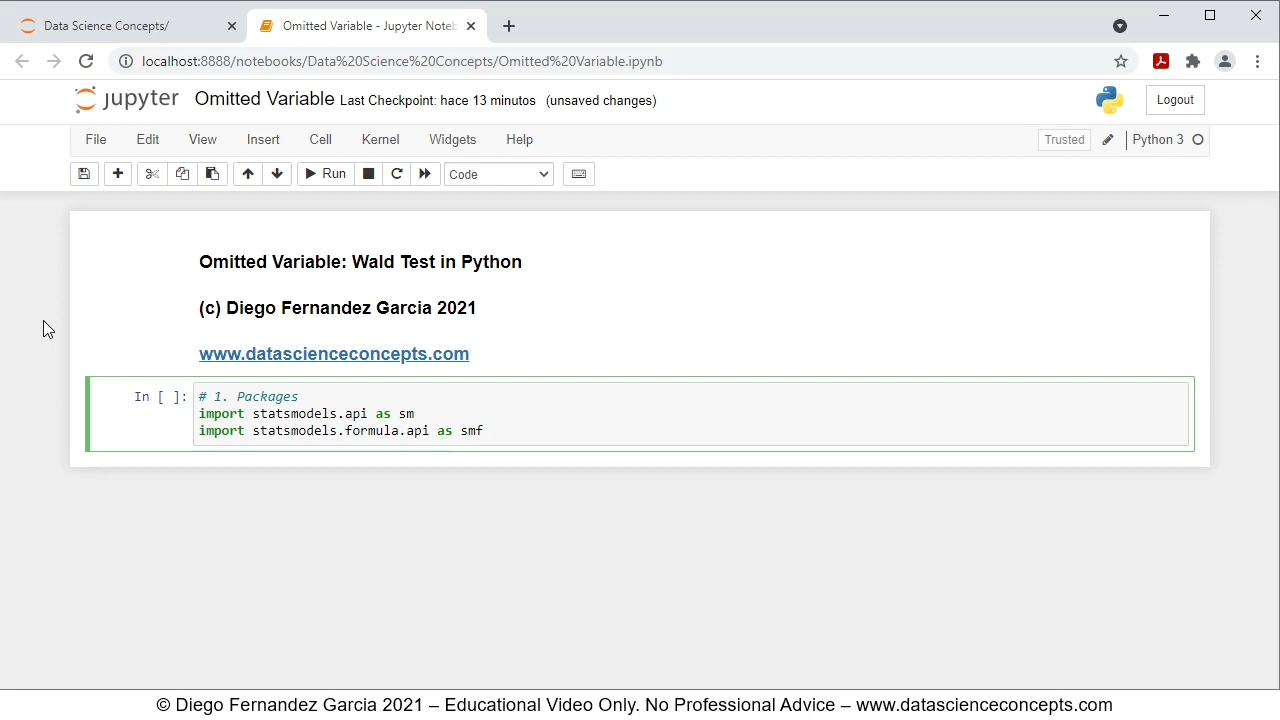 Data Science Concepts/
Omitted Variable - Jupyter Noteb
localhost:8888/notebooks/Data%20Science%20Concepts/Omitted%20Variable.ipynb
jupyter Omitted Variable Last Checkpoint: hace 13 minutos (unsaved changes)
Logout
File Edit View Insert Cell Kernel Widgets Help
Trusted Python 3
Run Code
Omitted Variable: Wald Test in Python
(c) Diego Fernandez Garcia 2021
www.datascienceconcepts.com
In [ ]: # 1. Packages
import statsmodels.api as sm
import statsmodels.formula.api as smf
© Diego Fernandez Garcia 2021 – Educational Video Only. No Professional Advice – www.datascienceconcepts.com